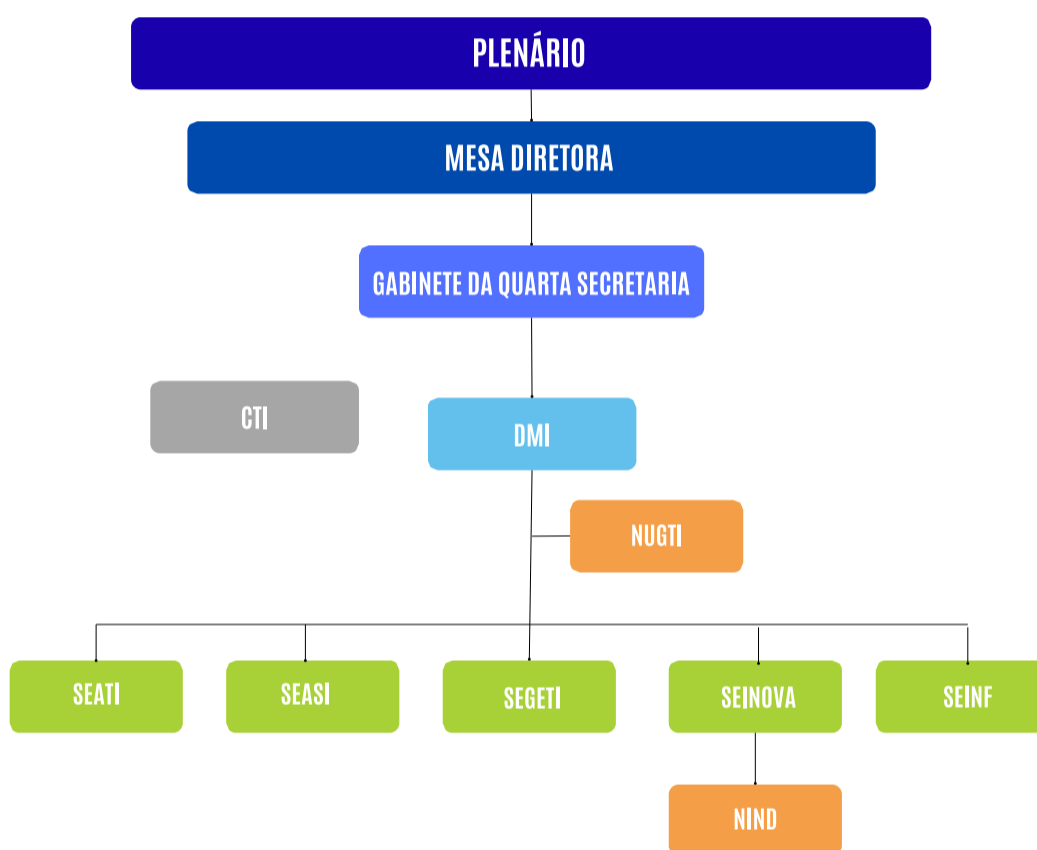 PLENÁRIO
MESA DIRETORA
GABINETE DA QUARTA SECRETARIA
CTI
DMI
NUGTI
SEATI
SEASI
SEGETI
SEINOVA
SEINF
NIND